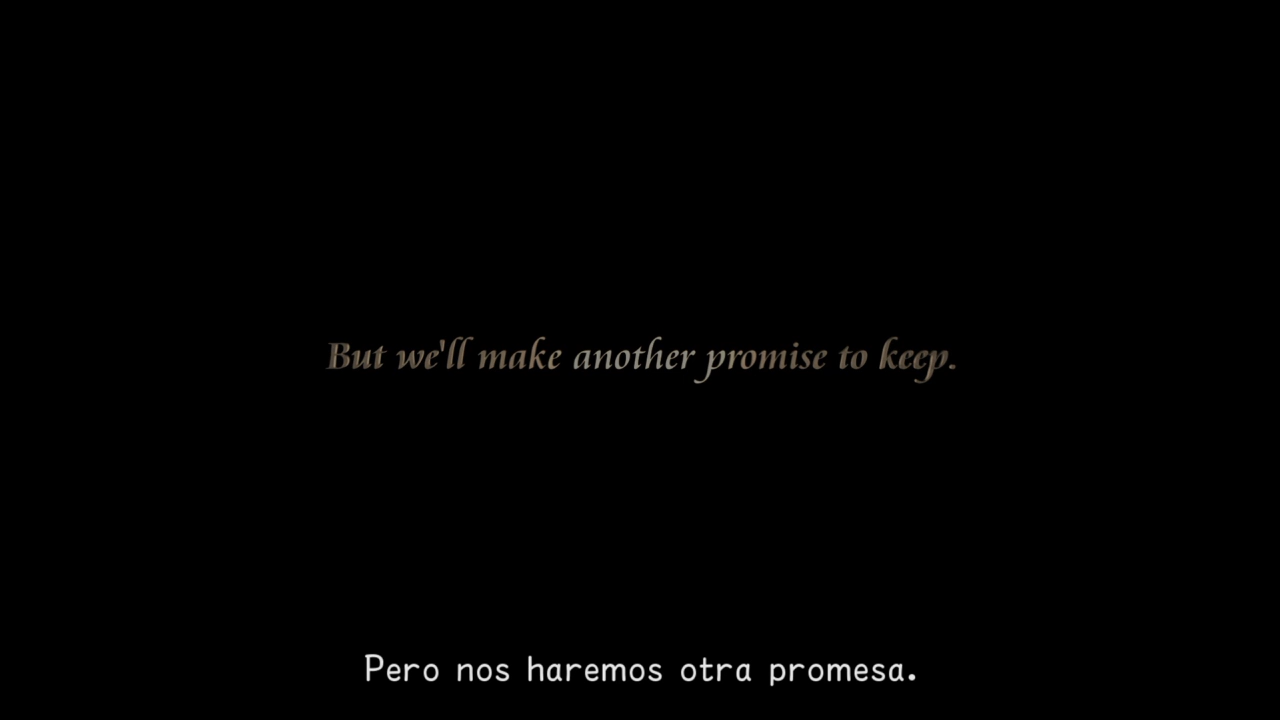 But we'll make another promise to keep.
Pero nos haremos otra promesa.